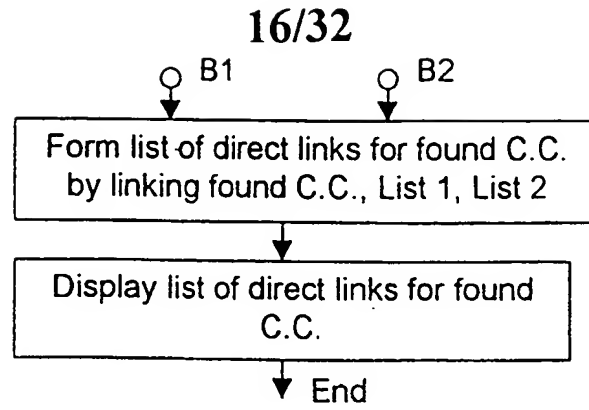 16/32
B1 B2
Form list of direct links for found C.C.
by linking found C.C., List 1, List 2
Display list of direct links for found
C.C.
End